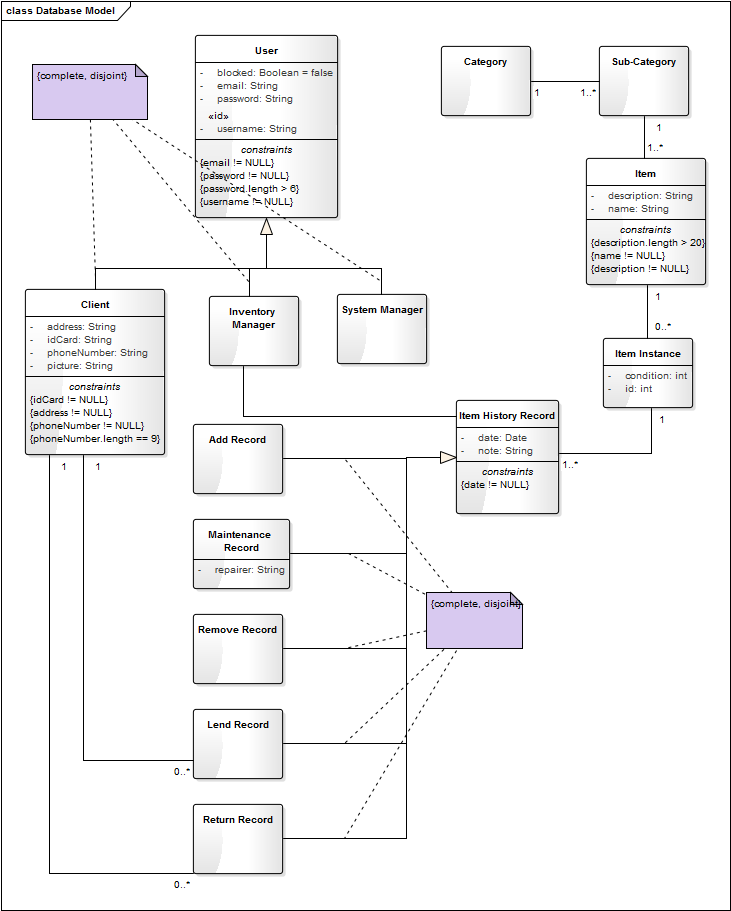 class Database Model
{complete, disjoint}
User
- blocked: Boolean = false
- email: String
- password: String
«id»
- username: String
constraints
{email != NULL}
{password != NULL}
{password.length > 6}
{username != NULL}
Category
1
1..*
Sub-Category
1
1..*
Item
- description: String
- name: String
constraints
{description.length > 20}
{name != NULL}
{description != NULL}
1
0..*
Item Instance
- condition: int
- id: int
1
1..*
Client
- address: String
- idCard: String
- phoneNumber: String
- picture: String
constraints
{idCard != NULL}
{address != NULL}
{phoneNumber != NULL}
{phoneNumber.length == 9}
1
1
Inventory
Manager
System Manager
Item History Record
- date: Date
- note: String
constraints
{date != NULL}
Add Record
Maintenance
Record
- repairer: String
{complete, disjoint}
Remove Record
Lend Record
0..*
Return Record
0..*